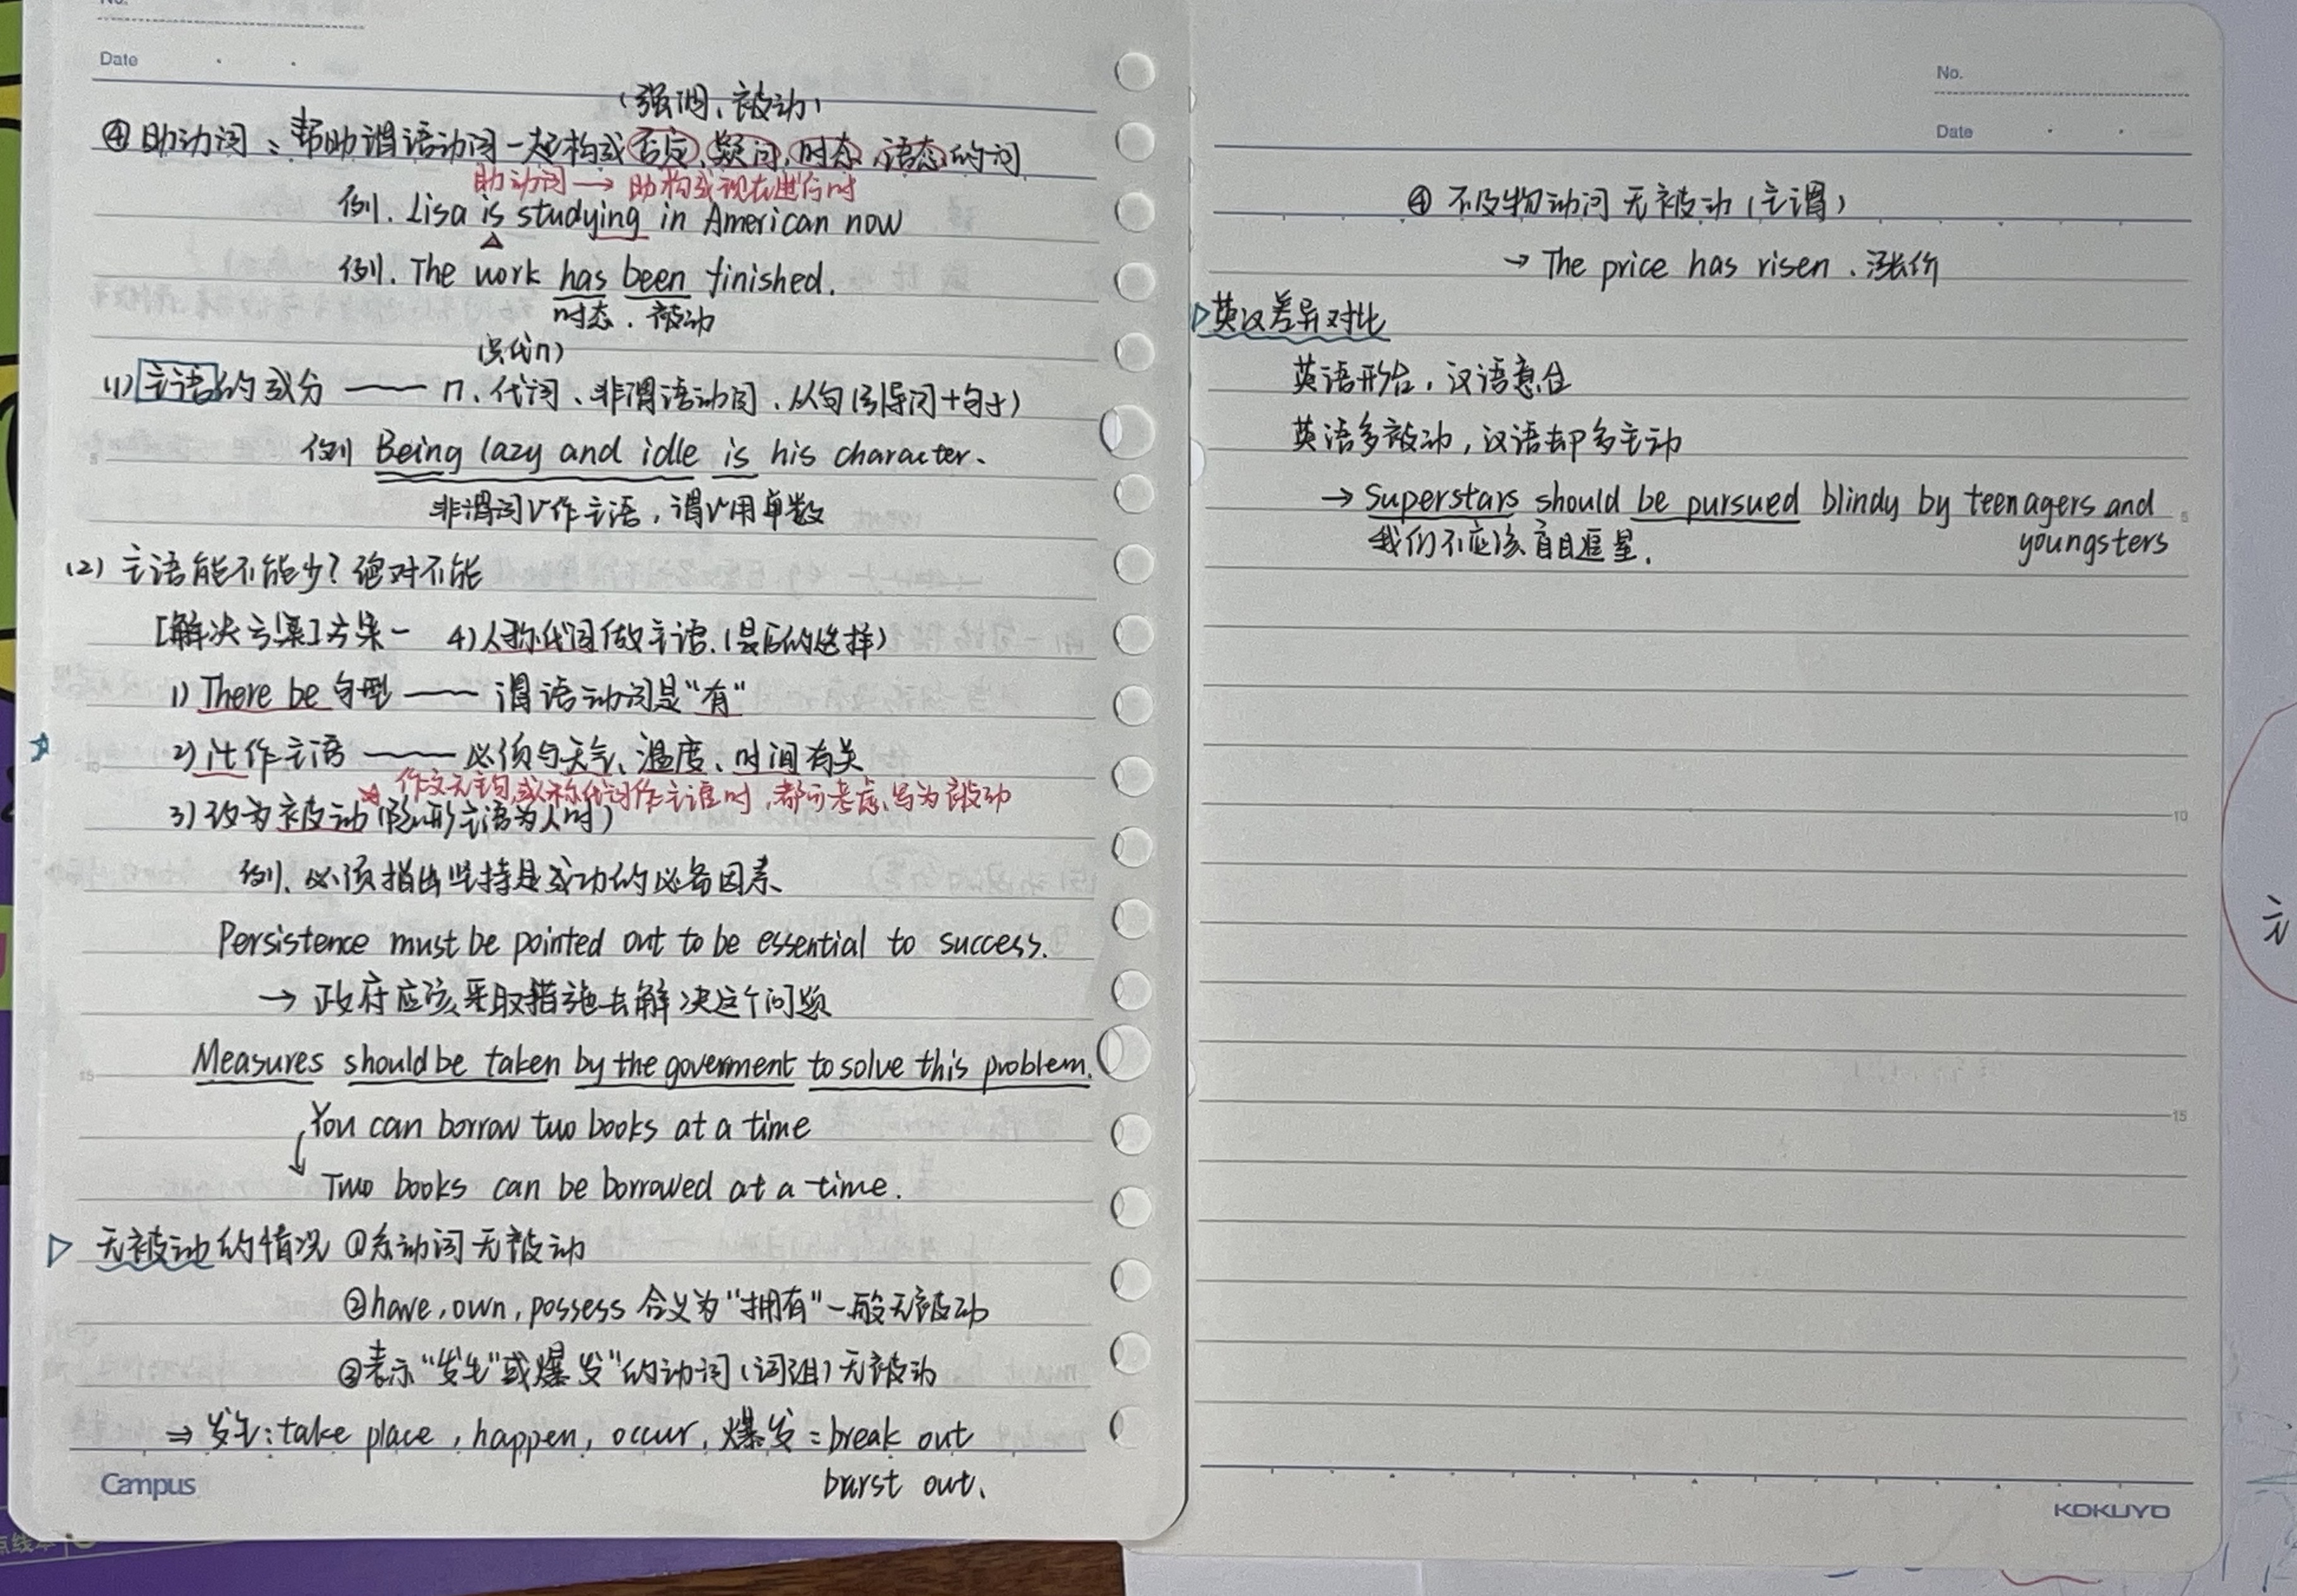 No.
Date
(强调、被动)
④ 助动词：帮助谓语动词一起构成否定、疑问、时态、语态的词
助动词 → 助构成现在进行时
例. Lisa is studying in American now
例. The work has been finished.
时态. 被动
(1) 主语的成分 —— n、代词、非谓语动词、从句(引导词+句子)
例 Being lazy and idle is his character.
非谓词V作主语，谓V用单数
(2) 主语能不能少？绝对不能
[解决方案]方案一 4) 人称代词做主语.(最后的选择)
1) There be 句型 —— 谓语动词是"有"
2) it 作主语 —— 必须与天气、温度、时间有关
作文无主句,或人称代词作主语时,都可考虑写为被动
3) 改为被动(隐形主语为人时)
例. 必须指出坚持是成功的必备因素
Persistence must be pointed out to be essential to success.
→ 政府应该采取措施去解决这个问题
Measures should be taken by the goverment to solve this problem.
You can borrow two books at a time
Two books can be borrowed at a time.
无被动的情况 ①系动词无被动
②have, own, possess 含义为"拥有"一般无被动
③表示"发生"或爆发"的动词(词组)无被动
⇒ 发生: take place, happen, occur, 爆发: break out
burst out.
Campus
No.
Date
④ 不及物动词 无被动(主谓)
→ The price has risen. 涨价
英汉差异对比
英语形合，汉语意合
英语多被动，汉语却多主动
→ Superstars should be pursued blindy by teenagers and
youngsters
我们不应该盲目追星.
KOKUYO